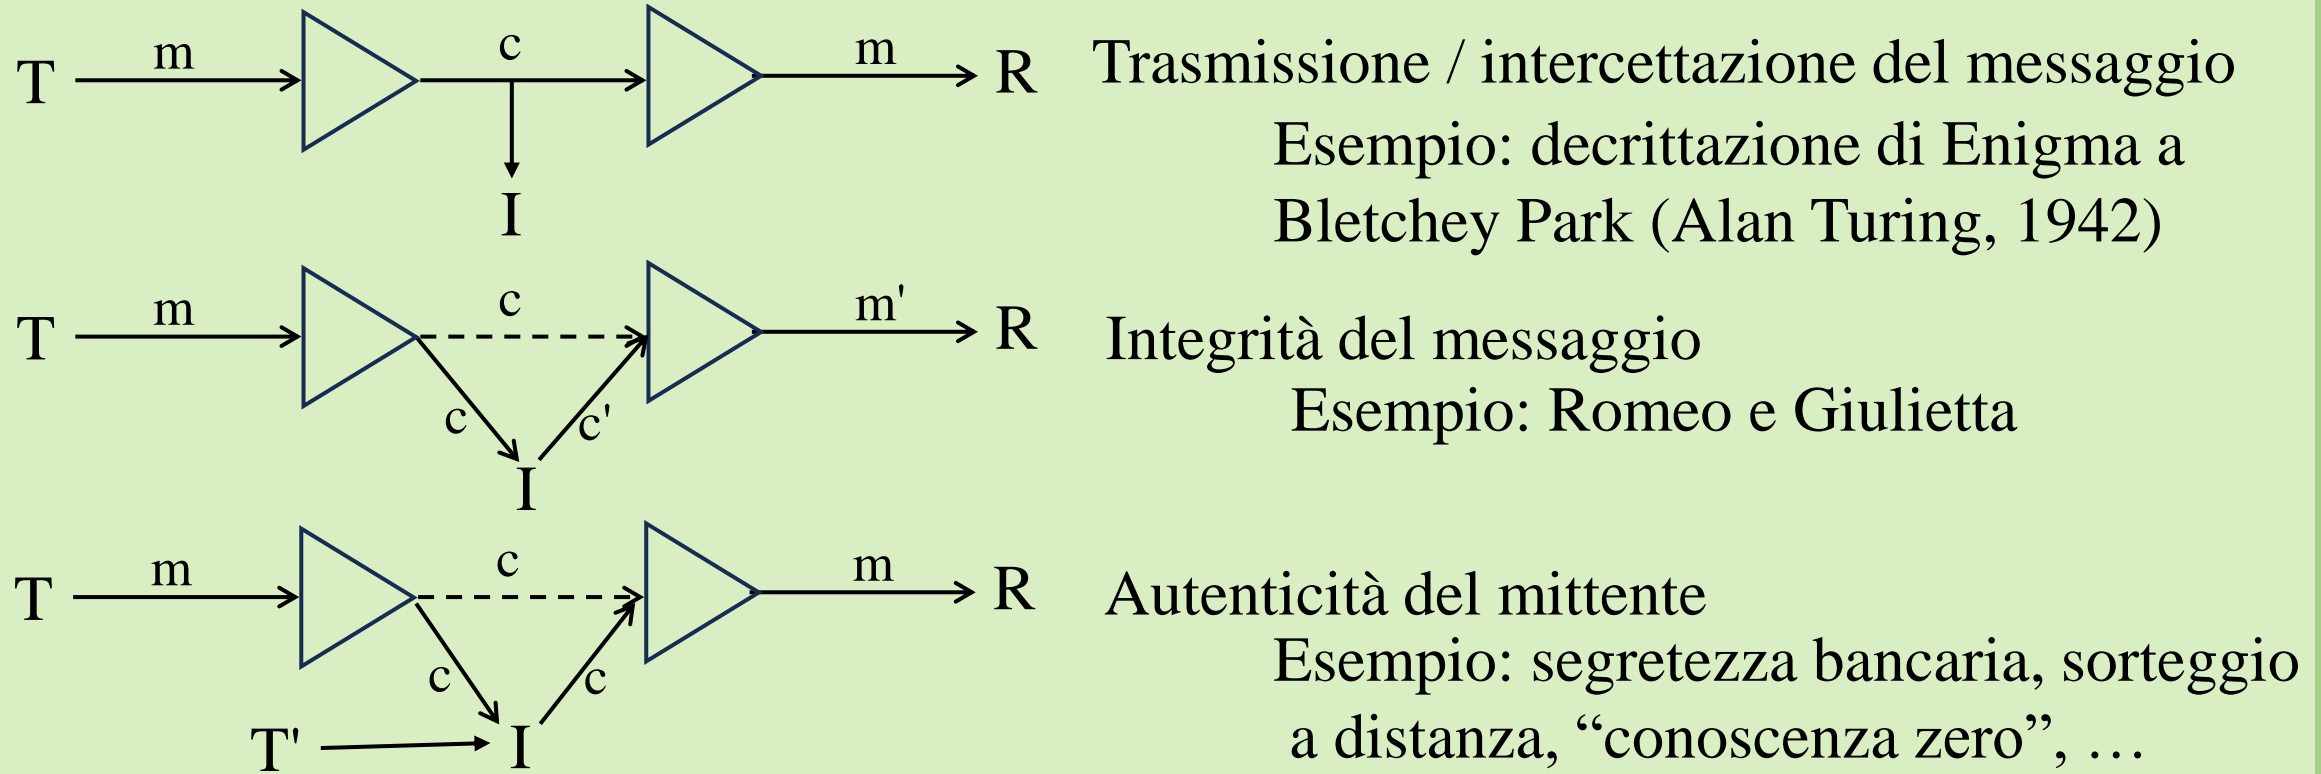 T m c m R Trasmissione / intercettazione del messaggio
Esempio: decrittazione di Enigma a
I
Bletchey Park (Alan Turing, 1942)
T m c m' R Integrità del messaggio
Esempio: Romeo e Giulietta
c c'
I
T m c m R Autenticità del mittente
Esempio: segretezza bancaria, sorteggio
c c
T' I a distanza, “conoscenza zero”, …